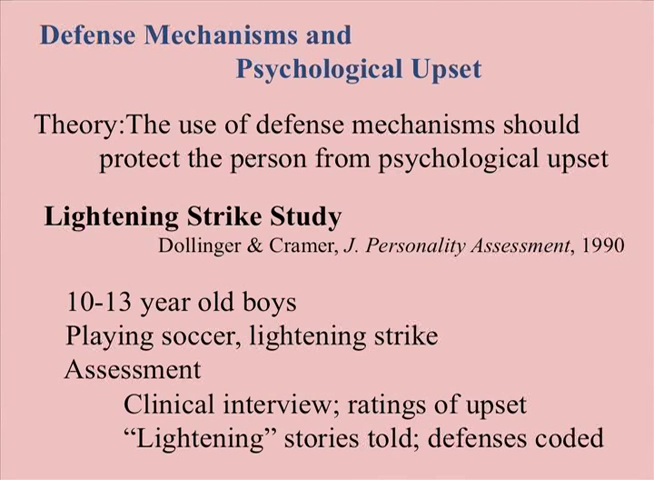 Defense Mechanisms and
Psychological Upset
Theory:The use of defense mechanisms should
protect the person from psychological upset
Lightening Strike Study
Dollinger & Cramer, J. Personality Assessment, 1990
10-13 year old boys
Playing soccer, lightening strike
Assessment
Clinical interview; ratings of upset
“Lightening” stories told; defenses coded